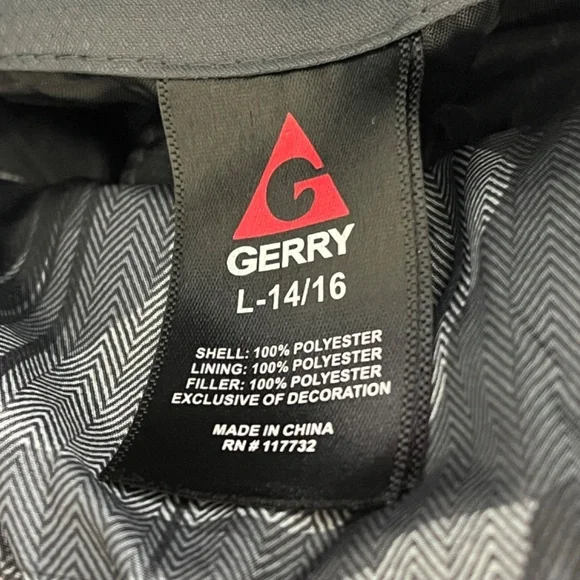 G
GERRY
L-14/16
SHELL: 100% POLYESTER
LINING: 100% POLYESTER
FILLER: 100% POLYESTER
EXCLUSIVE OF DECORATION
MADE IN CHINA
RN # 117732